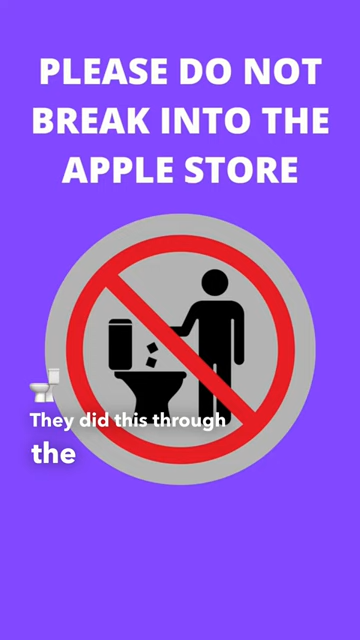 PLEASE DO NOT
BREAK INTO THE
APPLE STORE
They did this through
the